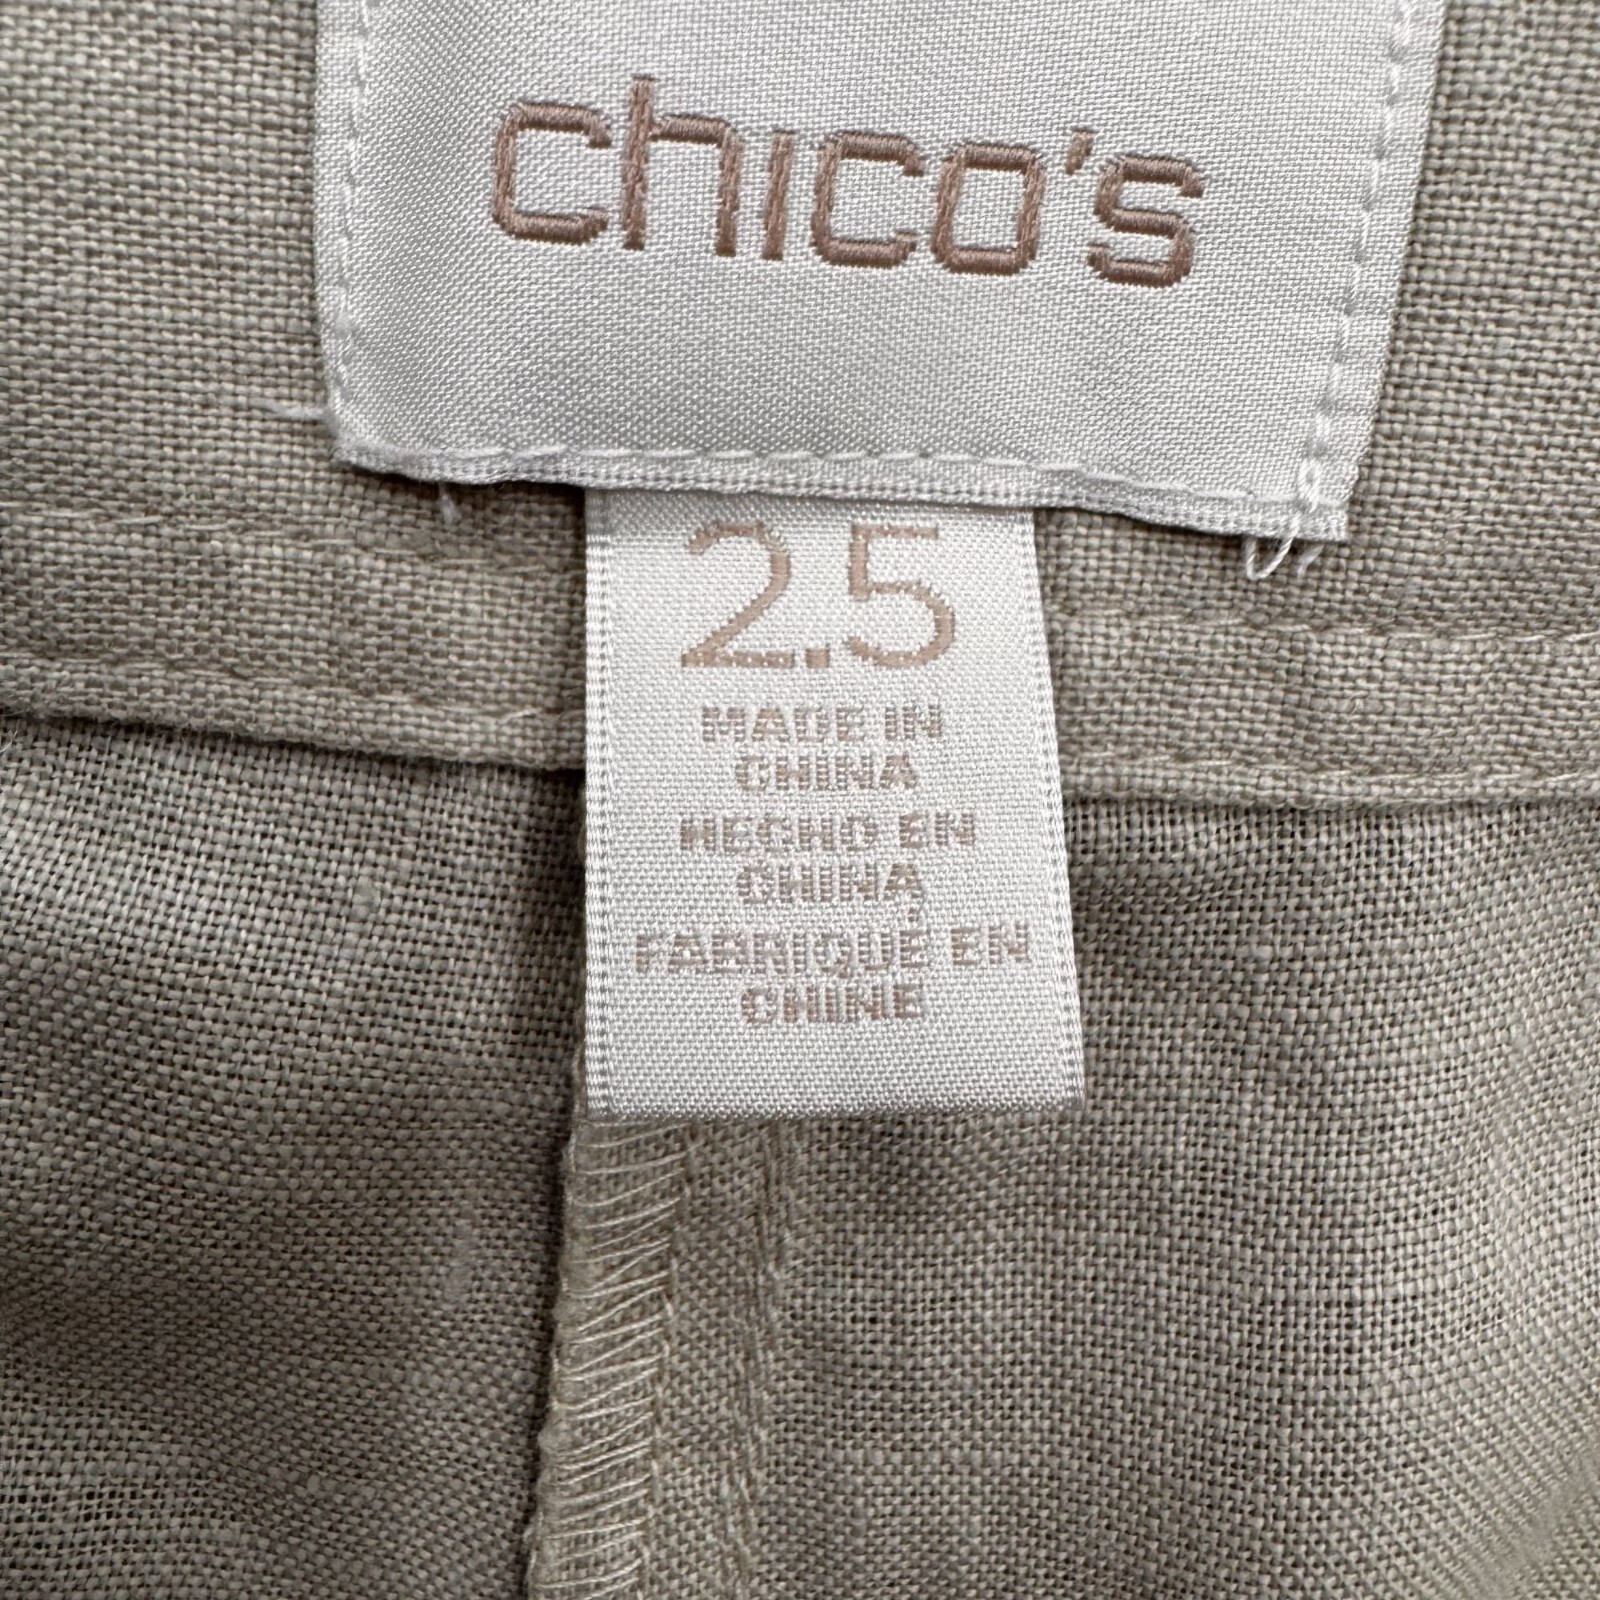 chico's
2.5
MADE IN
CHINA
HECHO EN
CHINA
FABRIQUÉ EN
CHINE